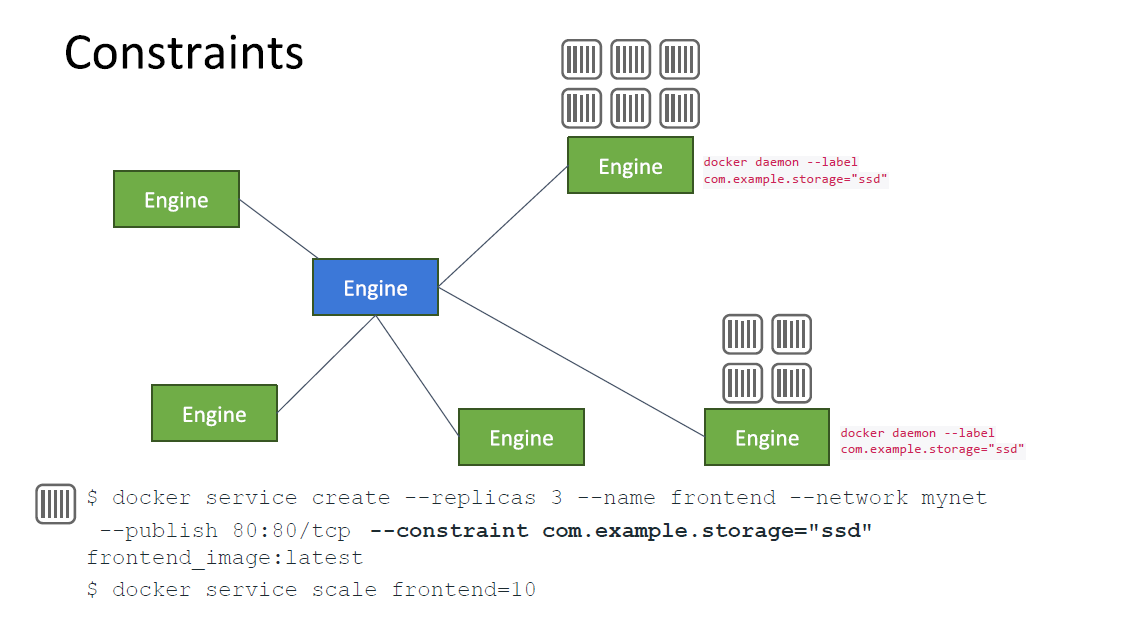 Constraints
Engine
docker daemon --label
com.example.storage="ssd"
Engine
Engine
Engine
Engine
Engine
docker daemon --label
com.example.storage="ssd"
$ docker service create --replicas 3 --name frontend --network mynet
--publish 80:80/tcp --constraint com.example.storage="ssd"
frontend_image:latest
$ docker service scale frontend=10